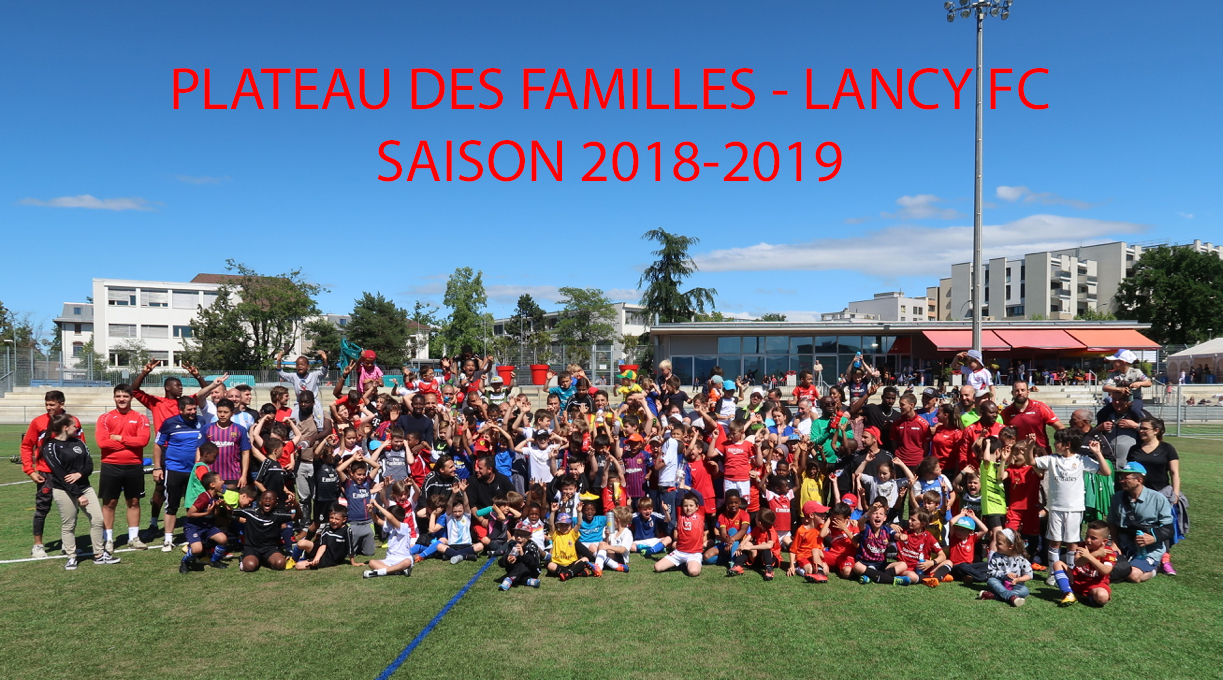 PLATEAU DES FAMILLES - LANCY FC
SAISON 2018-2019